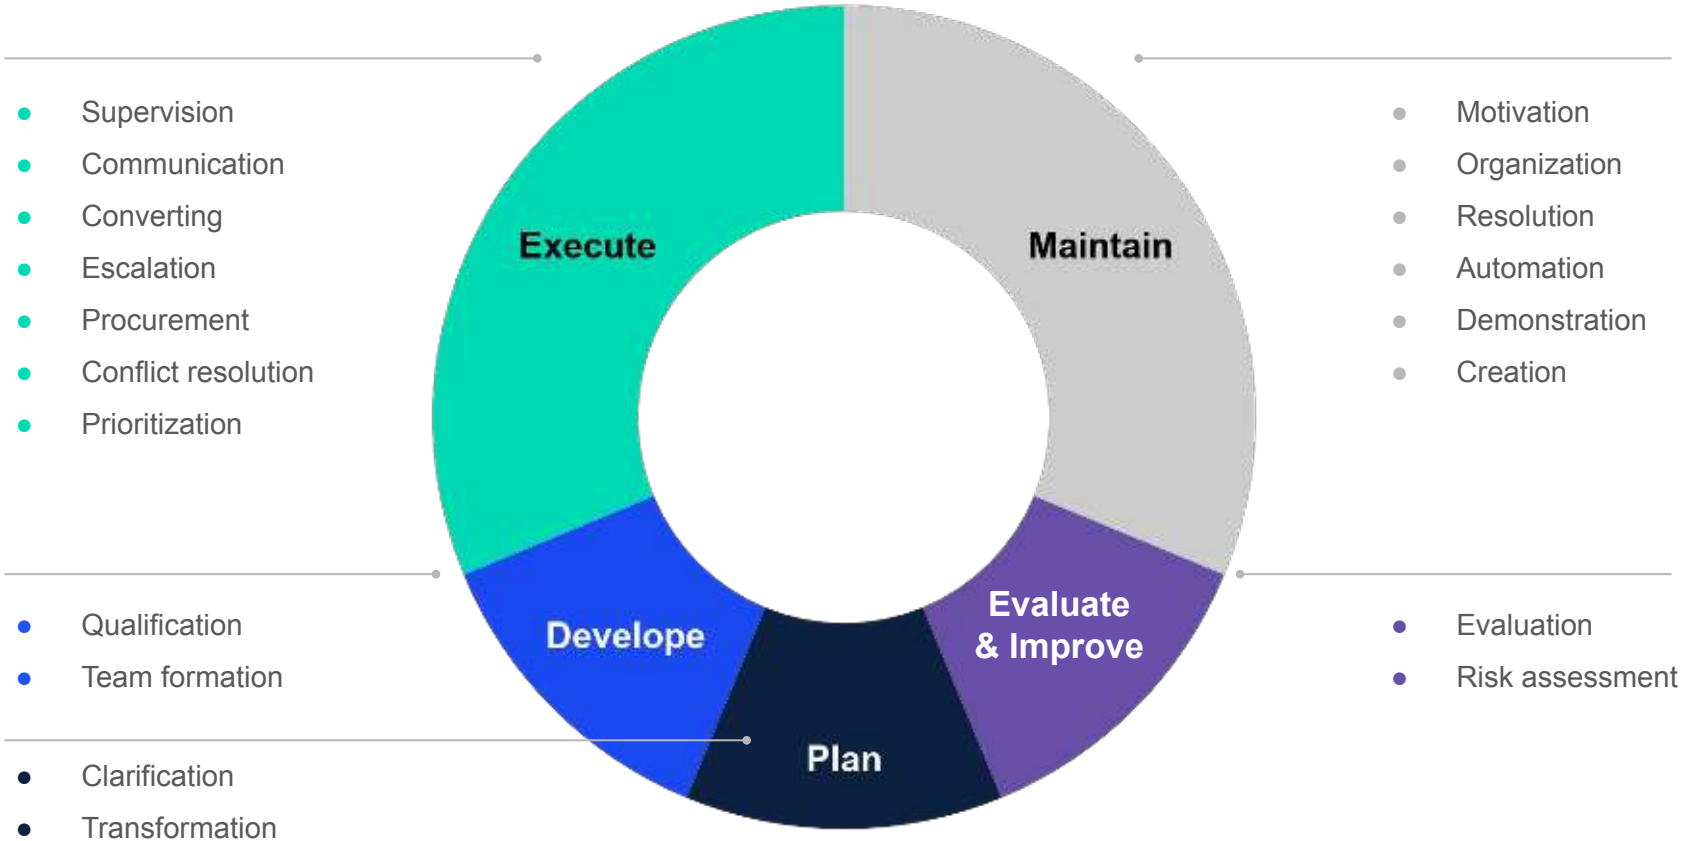 Supervision
Communication
Converting
Escalation
Procurement
Conflict resolution
Prioritization
Execute
Maintain
Motivation
Organization
Resolution
Automation
Demonstration
Creation
Qualification
Team formation
Develope
Evaluate
& Improve
Evaluation
Risk assessment
Clarification
Transformation
Plan